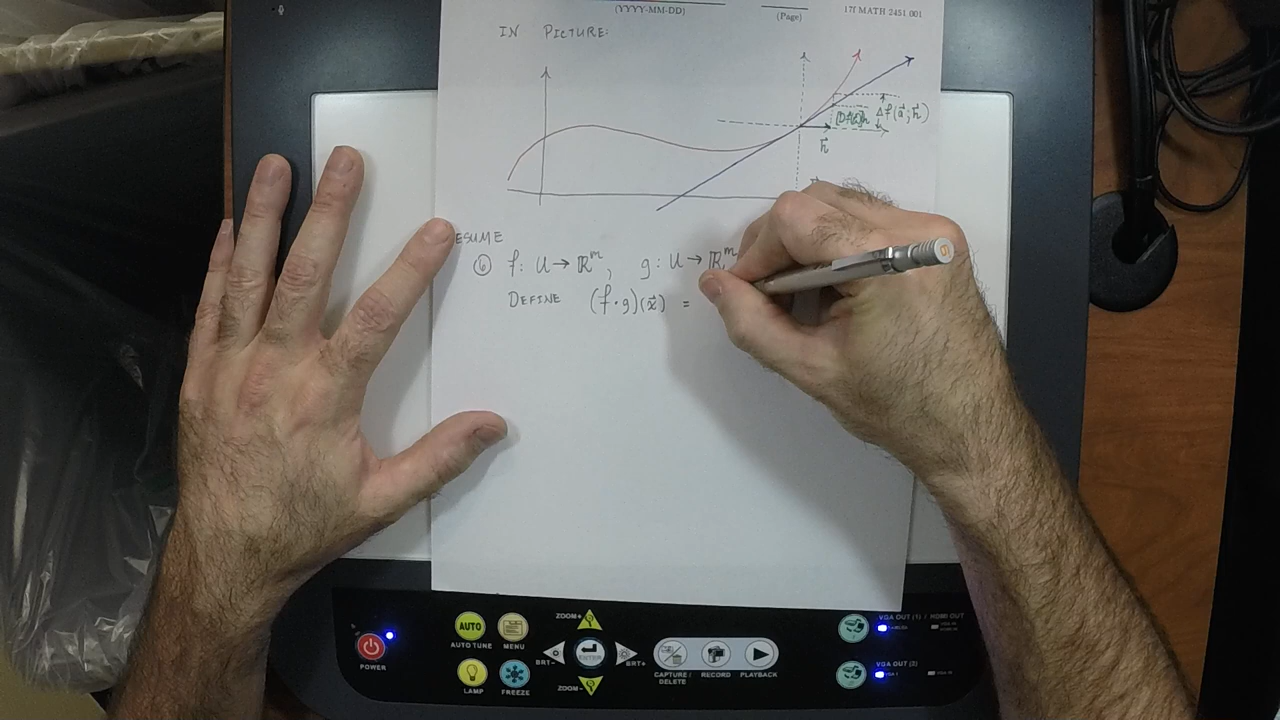 (YYYY-MM-DD) (Page) 17f MATH 2451 001
IN PICTURE:
[Df(a⃗)]h⃗ Δf(a⃗;h⃗)
h⃗
ESUME
⑥ f: U → ℝᵐ, g: U → ℝᵐ
DEFINE (f·g)(x⃗) =
AUTO
AUTO TUNE
MENU
ZOOM+
BRT-
ENTER
BRT+
ZOOM-
POWER
LAMP
FREEZE
CAPTURE / DELETE
RECORD
PLAYBACK
VGA OUT (1) / HDMI OUT
VGA OUT (2)